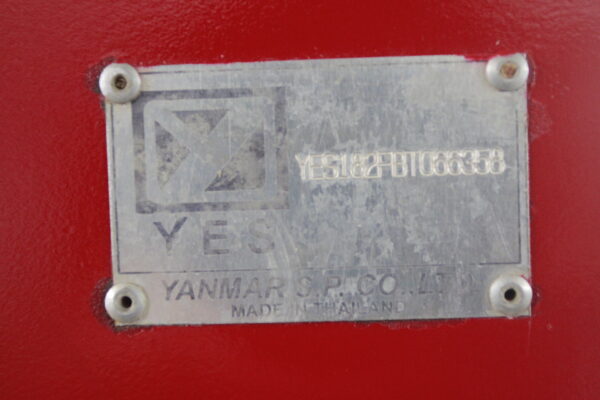 YES182FBT066358
YES
YANMAR S.P. CO., LTD
MADE IN THAILAND